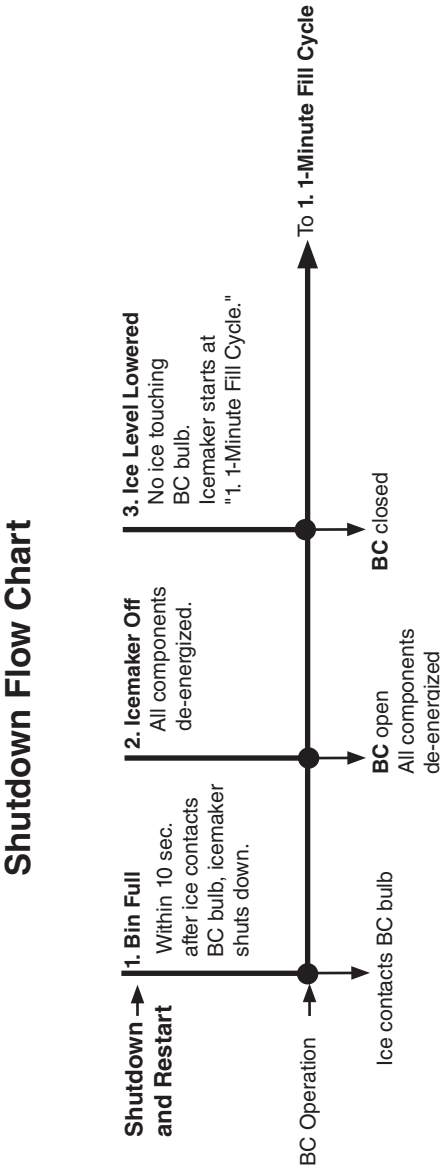 Shutdown Flow Chart
Shutdown
and Restart
1. Bin Full
Within 10 sec.
after ice contacts
BC bulb, icemaker
shuts down.
2. Icemaker Off
All components
de-energized.
3. Ice Level Lowered
No ice touching
BC bulb.
Icemaker starts at
"1. 1-Minute Fill Cycle."
BC Operation
To 1. 1-Minute Fill Cycle
Ice contacts BC bulb
BC open
All components
de-energized
BC closed